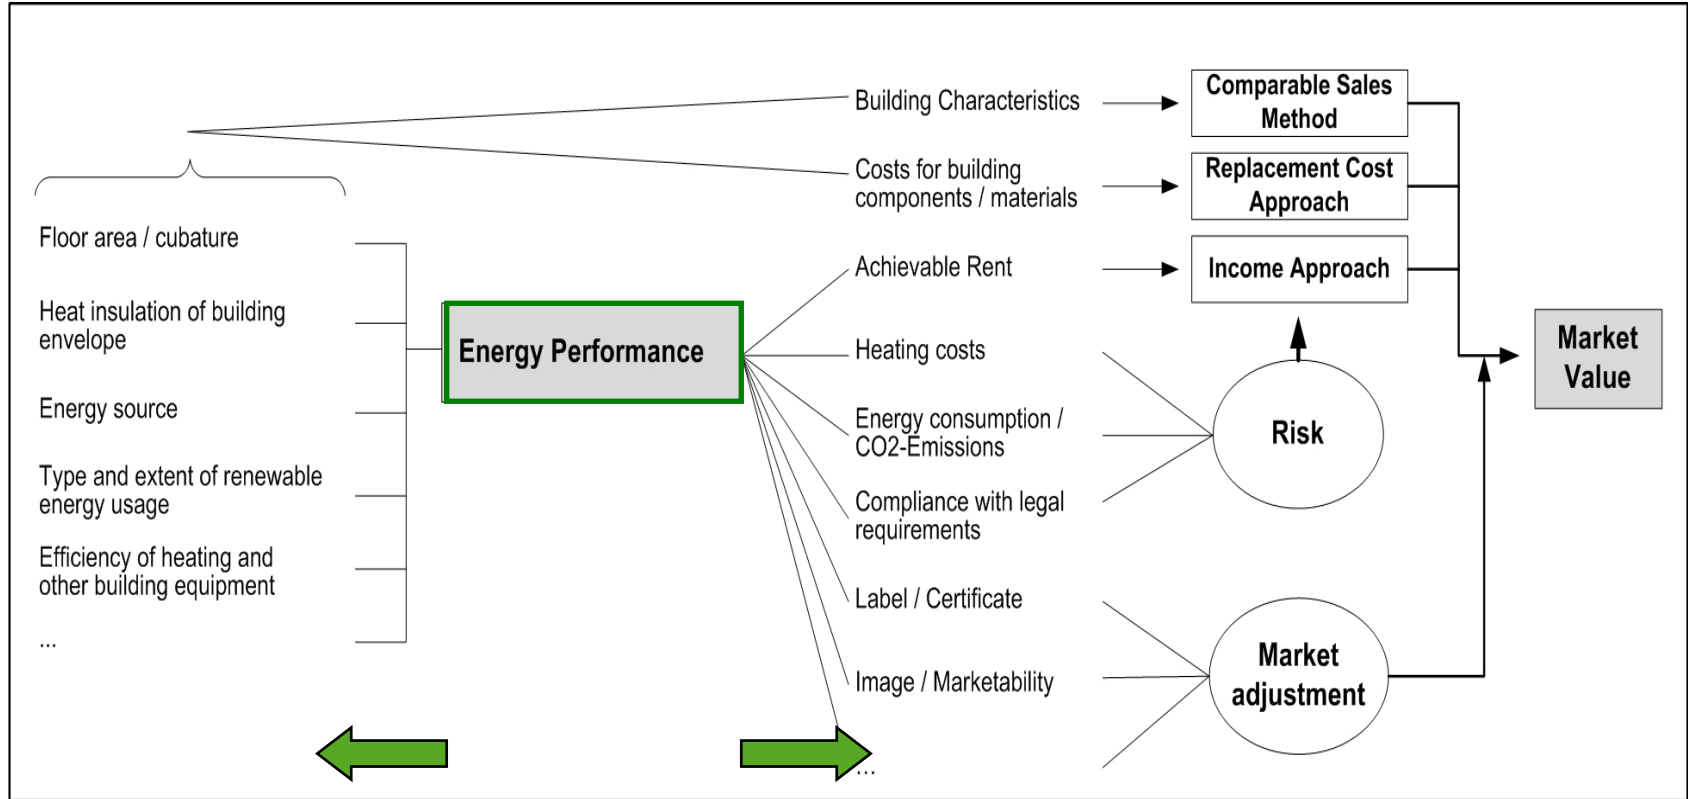 Floor area / cubature
Heat insulation of building
envelope
Energy source
Type and extent of renewable
energy usage
Efficiency of heating and
other building equipment
...
Energy Performance
Building Characteristics
Costs for building
components / materials
Achievable Rent
Heating costs
Energy consumption /
CO2-Emissions
Compliance with legal
requirements
Label / Certificate
Image / Marketability
...
Comparable Sales
Method
Replacement Cost
Approach
Income Approach
Risk
Market
adjustment
Market
Value